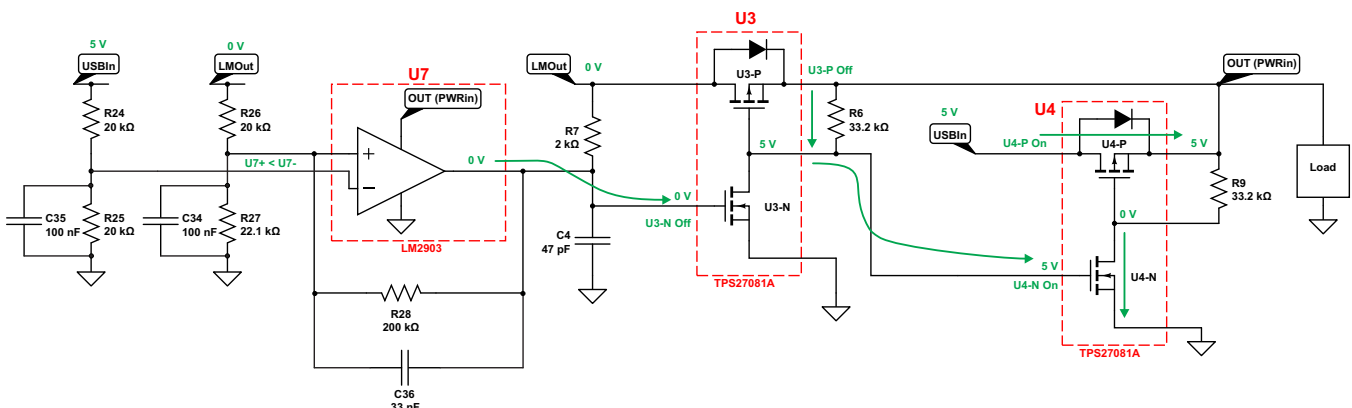 5 V
USBIn
R24
20 kΩ
C35
100 nF
R25
20 kΩ
0 V
LMOut
R26
20 kΩ
U7+ < U7-
C34
100 nF
R27
22.1 kΩ
U7
OUT (PWRin)
+
−
LM2903
0 V
R28
200 kΩ
C36
33 nF
LMOut
0 V
R7
2 kΩ
C4
47 pF
U3
U3-P
U3-P Off
5 V
0 V
U3-N Off
U3-N
TPS27081A
R6
33.2 kΩ
OUT (PWRin)
5 V
USBIn
U4
U4-P On
U4-P
5 V
0 V
5 V
U4-N On
U4-N
TPS27081A
R9
33.2 kΩ
Load